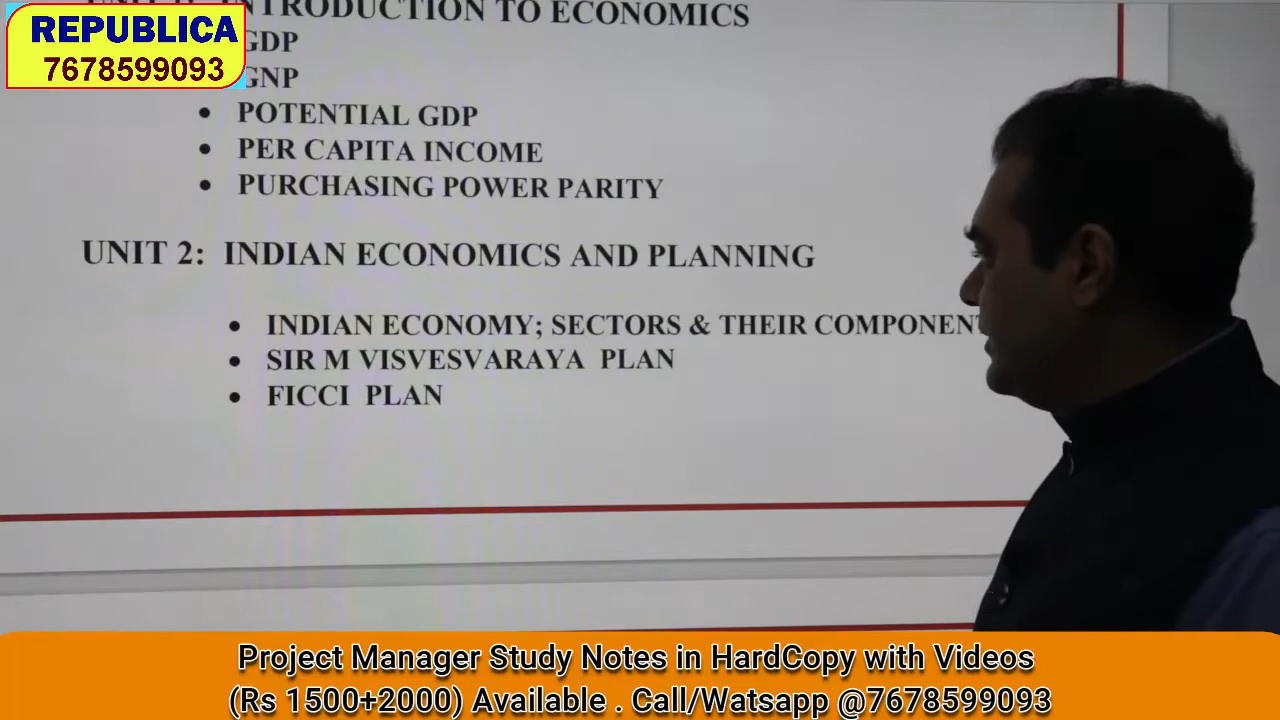 REPUBLICA
7678599093
INTRODUCTION TO ECONOMICS
GDP
GNP
• POTENTIAL GDP
• PER CAPITA INCOME
• PURCHASING POWER PARITY
UNIT 2: INDIAN ECONOMICS AND PLANNING
• INDIAN ECONOMY; SECTORS & THEIR COMPONENT
• SIR M VISVESVARAYA PLAN
• FICCI PLAN
Project Manager Study Notes in HardCopy with Videos
(Rs 1500+2000) Available . Call/Watsapp @7678599093